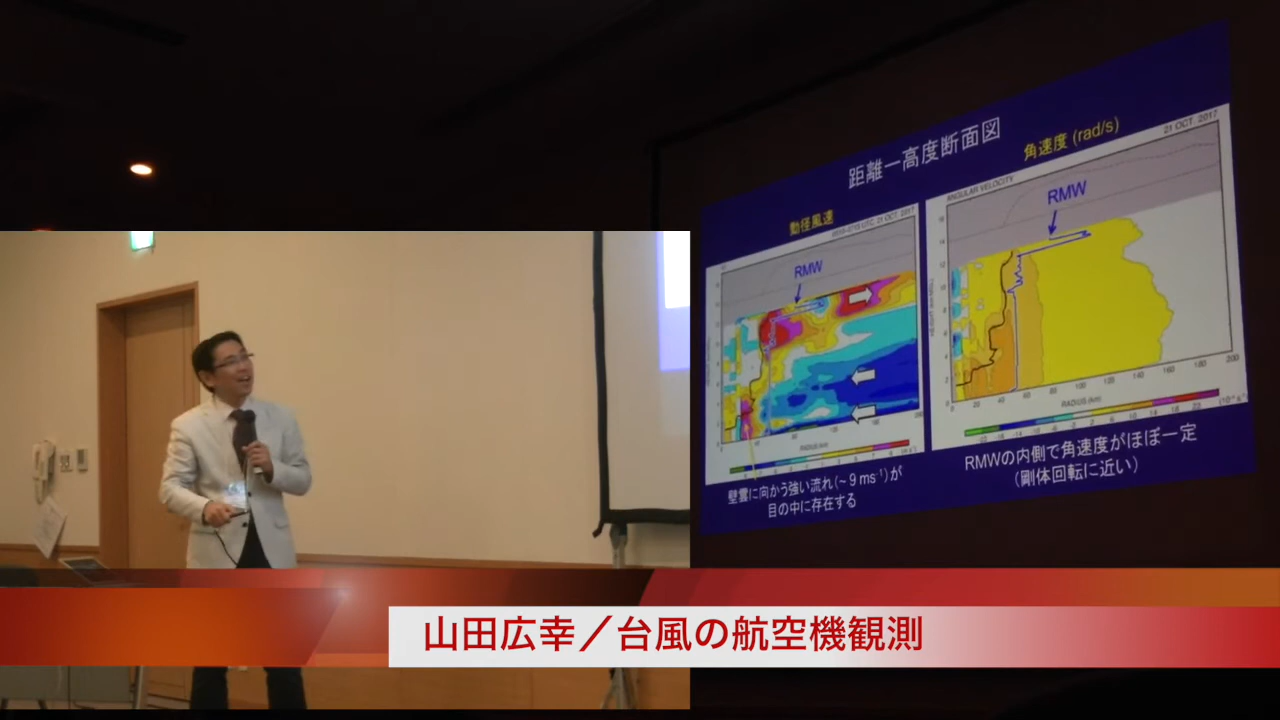 距離ー高度断面図
動径風速
角速度 (rad/s)
21 OCT. 2017
ANGULAR VELOCITY
RMW
RMW
RADIUS (km)
RADIUS (km)
壁雲に向かう強い流れ(~ 9 ms⁻¹)が
目の中に存在する
RMWの内側で角速度がほぼ一定
(剛体回転に近い)
山田広幸／台風の航空機観測